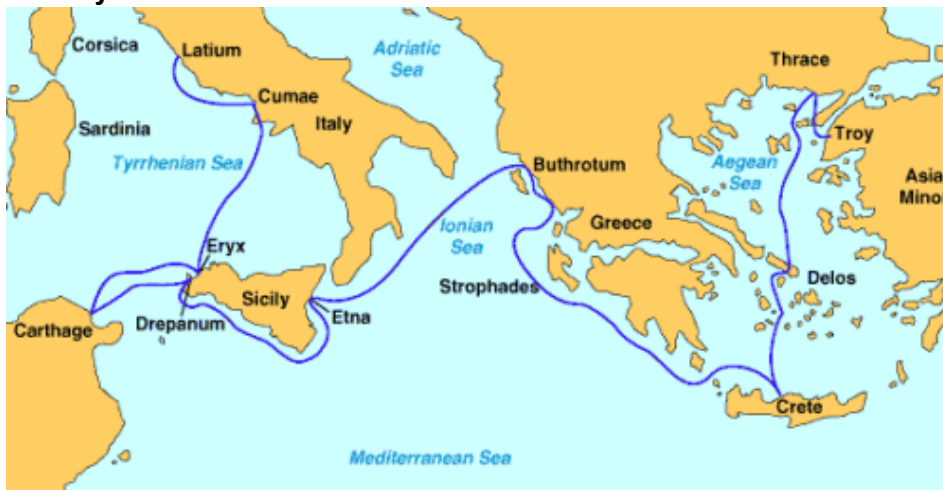 Corsica
Latium
Adriatic
Sea
Thrace
Cumae
Sardinia
Italy
Troy
Tyrrhenian Sea
Buthrotum
Aegean
Sea
Asia
Minor
Ionian
Sea
Greece
Eryx
Delos
Sicily
Strophades
Carthage
Drepanum
Etna
Crete
Mediterranean Sea